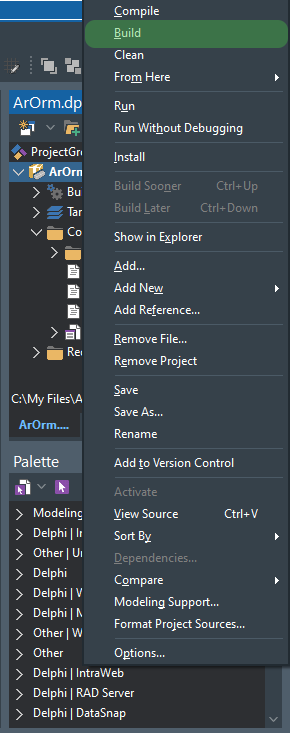 Compile
Build
Clean
From Here
Run
Run Without Debugging
Install
Build Sooner Ctrl+Up
Build Later Ctrl+Down
Show in Explorer
Add...
Add New
Add Reference...
Remove File...
Remove Project
Save
Save As...
Rename
Add to Version Control
Activate
View Source Ctrl+V
Sort By
Dependencies...
Compare
Modeling Support...
Format Project Sources...
Options...
ArOrm.dp
ProjectGro
ArOrm
Bu
Tar
Co
Re
C:\My Files\A
ArOrm....
Palette
Modeling
Delphi | In
Other | Un
Delphi
Delphi | W
Delphi | M
Other | W
Other
Delphi | IntraWeb
Delphi | RAD Server
Delphi | DataSnap